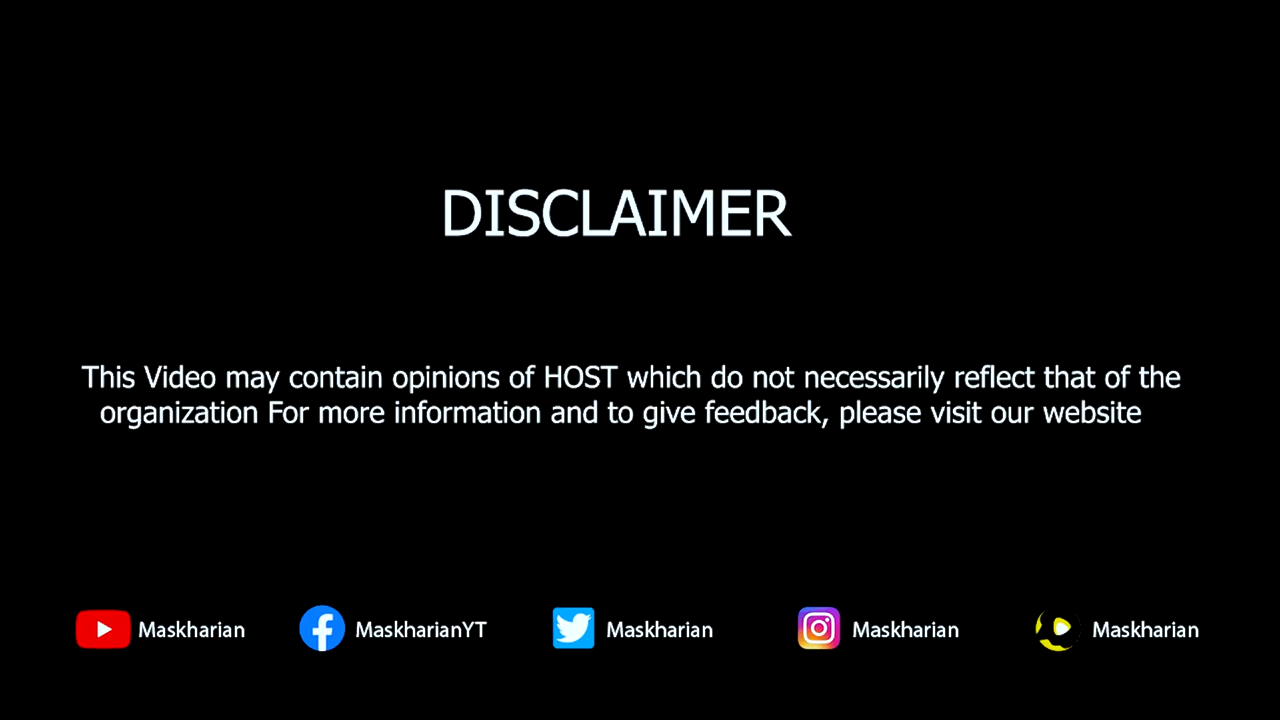 DISCLAIMER
This Video may contain opinions of HOST which do not necessarily reflect that of the
organization For more information and to give feedback, please visit our website
Maskharian MaskharianYT Maskharian Maskharian Maskharian